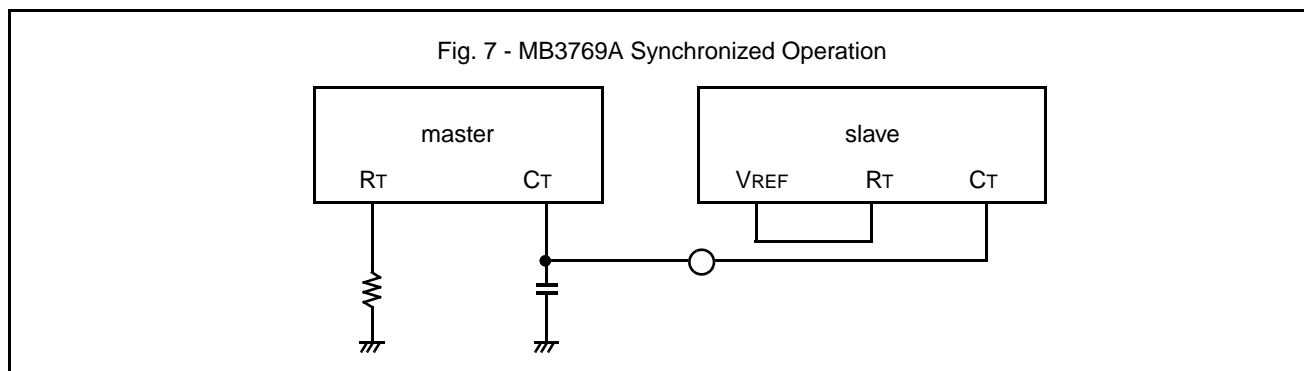 Fig. 7 - MB3769A Synchronized Operation
master
slave
RT
CT
VREF
RT
CT